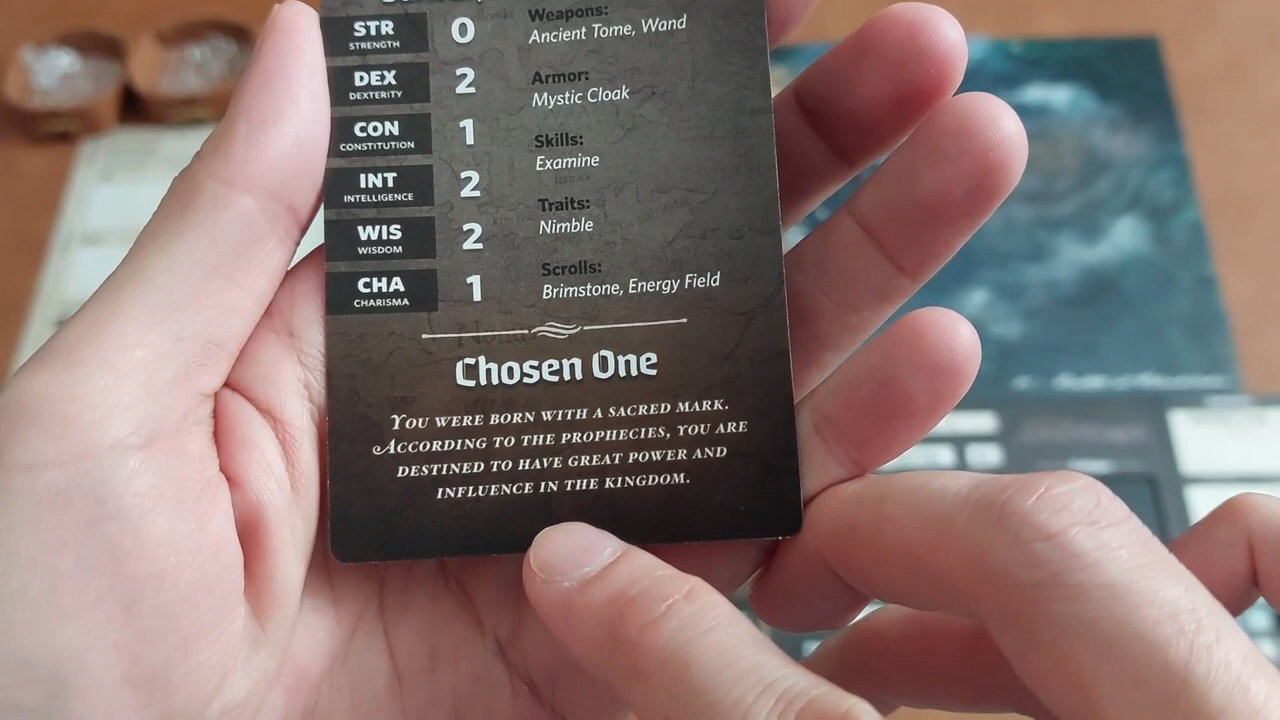 STR
STRENGTH
0
DEX
DEXTERITY
2
CON
CONSTITUTION
1
INT
INTELLIGENCE
2
WIS
WISDOM
2
CHA
CHARISMA
1
Weapons:
Ancient Tome, Wand
Armor:
Mystic Cloak
Skills:
Examine
Traits:
Nimble
Scrolls:
Brimstone, Energy Field
Chosen One
You were born with a sacred mark.
According to the prophecies, you are
destined to have great power and
influence in the kingdom.